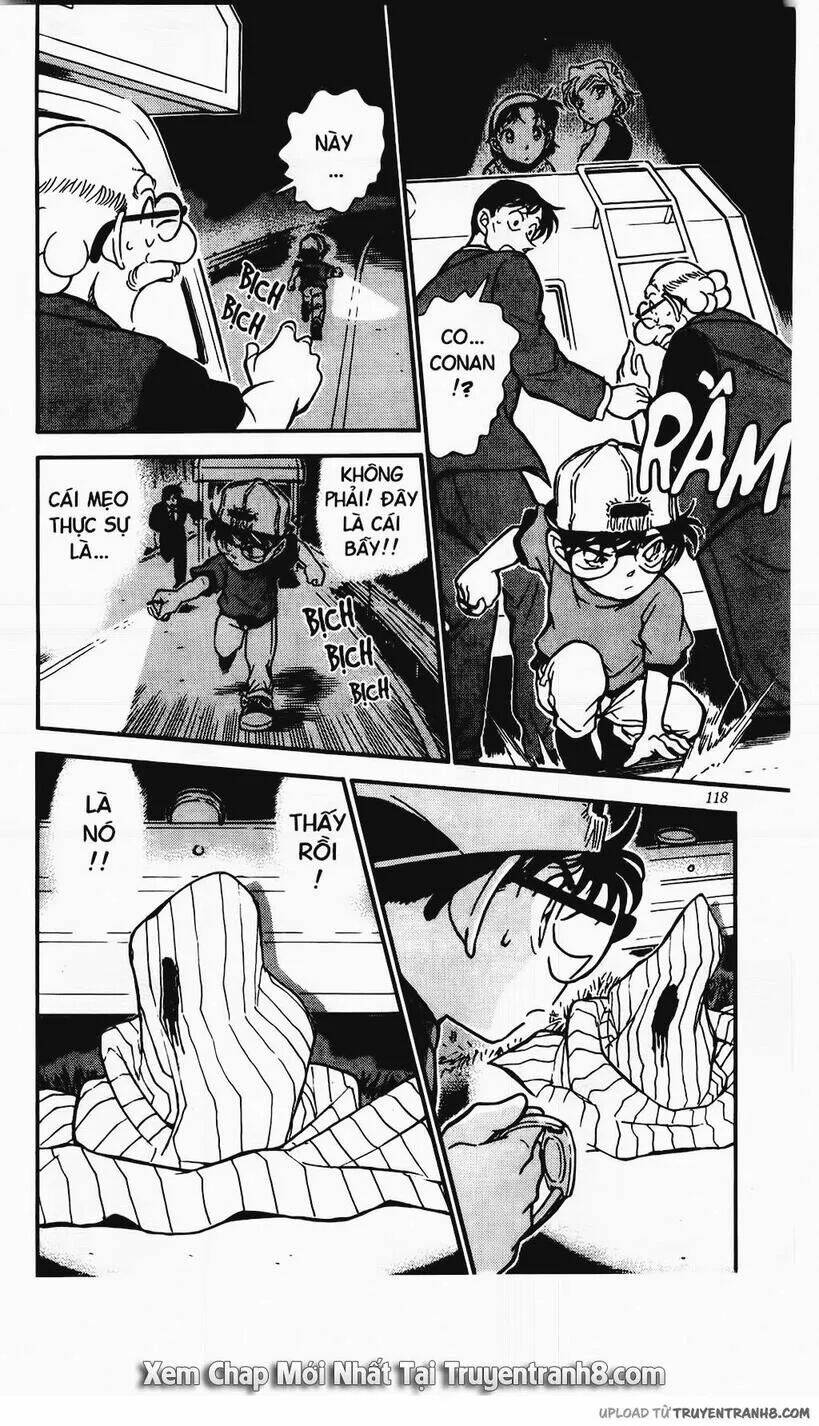 CO...
CONAN
!?
RẦM
NÀY
...
BỊCH
BỊCH
KHÔNG
PHẢI! ĐÂY
LÀ CÁI
BẪY!!
CÁI MẸO
THỰC SỰ
LÀ...
BỊCH
BỊCH
BỊCH
118
THẤY
RỒI
!
LÀ
NÓ
!!
Xem Chap Mới Nhất Tại Truyentranh8.com
UPLOAD TỪ TRUYENTRANH8.COM